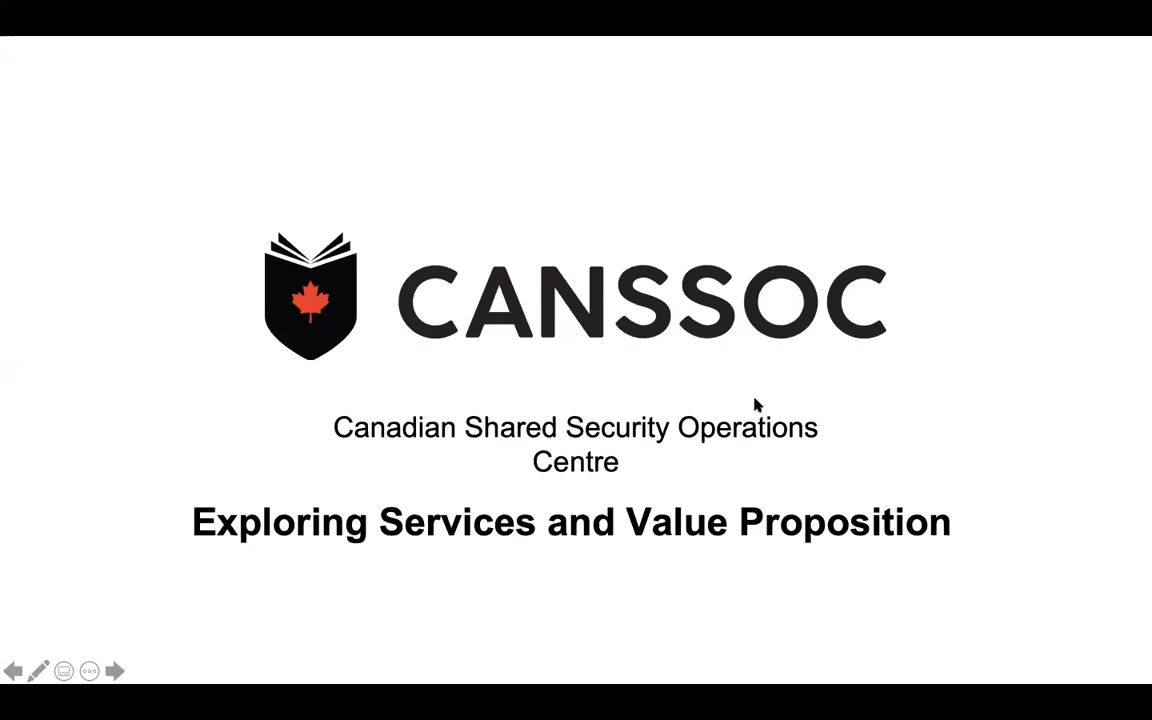 CANSSOC
Canadian Shared Security Operations
Centre
Exploring Services and Value Proposition